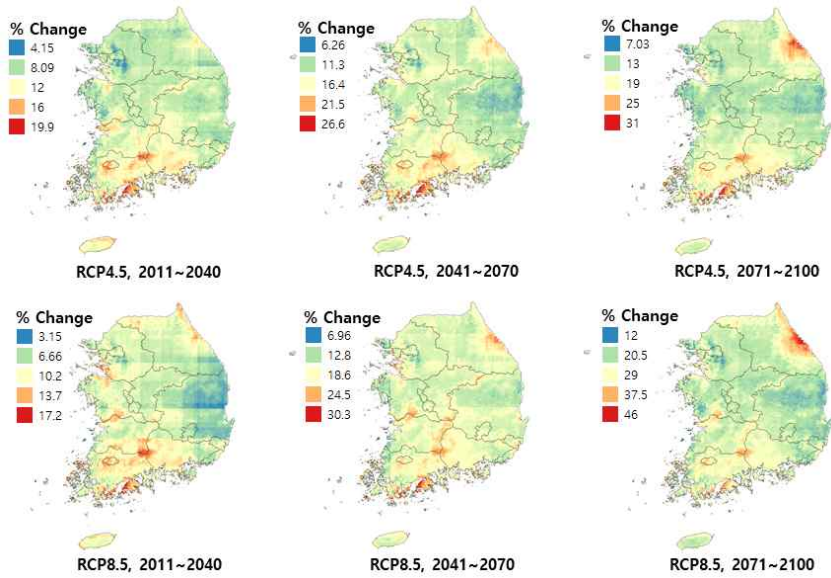 % Change
4.15
8.09
12
16
19.9
RCP4.5, 2011~2040
% Change
6.26
11.3
16.4
21.5
26.6
RCP4.5, 2041~2070
% Change
7.03
13
19
25
31
RCP4.5, 2071~2100
% Change
3.15
6.66
10.2
13.7
17.2
RCP8.5, 2011~2040
% Change
6.96
12.8
18.6
24.5
30.3
RCP8.5, 2041~2070
% Change
12
20.5
29
37.5
46
RCP8.5, 2071~2100